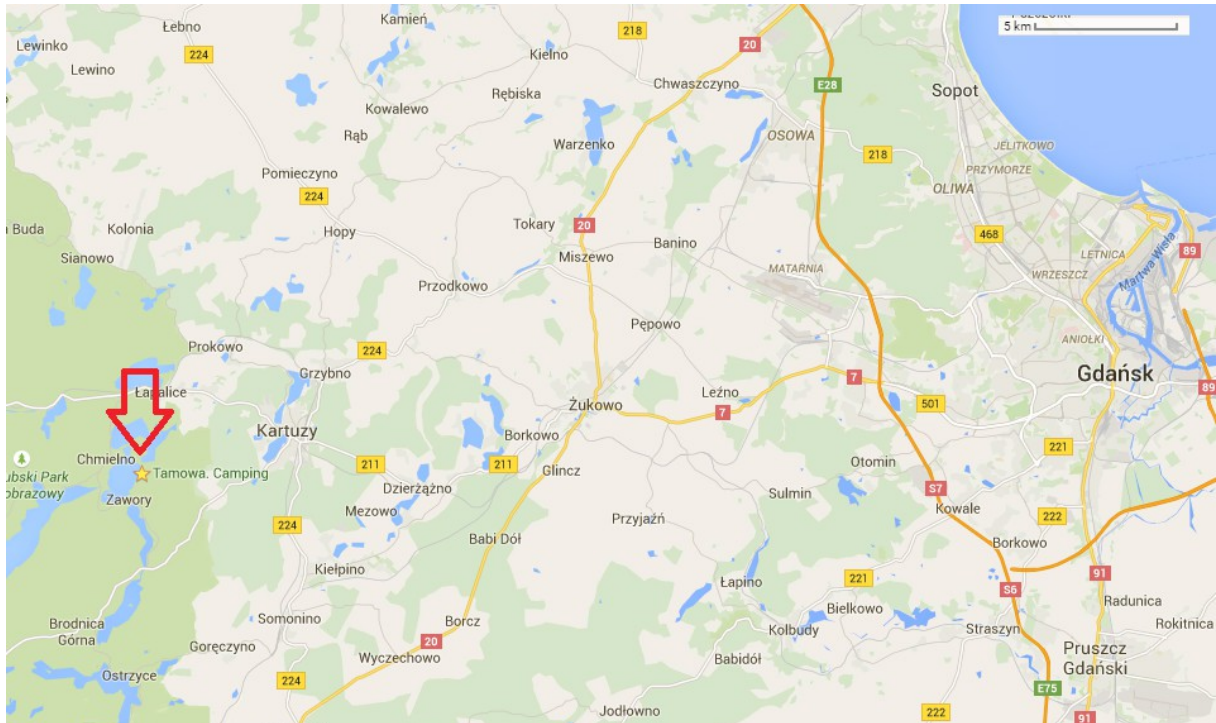 Łebno
Kamień
Lewinko
224
218
20
5 km
Kielno
Lewino
Chwaszczyno
E28
Sopot
Rębiska
Kowalewo
OSOWA
Rąb
Warzenko
JELITKOWO
218
PRZYMORZE
Pomieczyno
OLIWA
224
Tokary
20
Buda
Kolonia
Hopy
468
Banino
LETNICA
89
Sianowo
Miszewo
MATARNIA
WRZESZCZ
Martwa Wisła
Przodkowo
Pępowo
ANIOŁKI
Prokowo
224
Grzybno
Gdańsk
7
Łapalice
Leźno
89
Żukowo
7
501
Kartuzy
Borkowo
221
Chmielno
211
211
Otomin
Tamowa. Camping
Glincz
ubski Park
obrazowy
Dzierżążno
S7
Zawory
Sulmin
Mezowo
Kowale
224
Przyjaźń
222
Babi Dół
Borkowo
Kiełpino
91
Łapino
221
S6
Radunica
Bielkowo
Brodnica
Górna
Somonino
Borcz
Rokitnica
Kolbudy
Straszyn
20
Goręczyno
Wyczechowo
Babidół
Pruszcz
Gdański
Ostrzyce
224
E75
Jodłowno
222
91